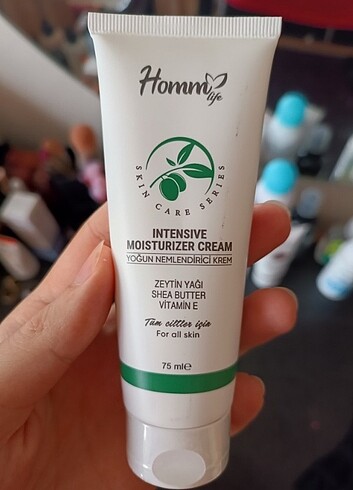 Homm
life
SKIN CARE SERIES
INTENSIVE
MOISTURIZER CREAM
YOĞUN NEMLENDİRİCİ KREM
ZEYTİN YAĞI
SHEA BUTTER
VİTAMİN E
Tüm ciltler için
For all skin
75 ml e